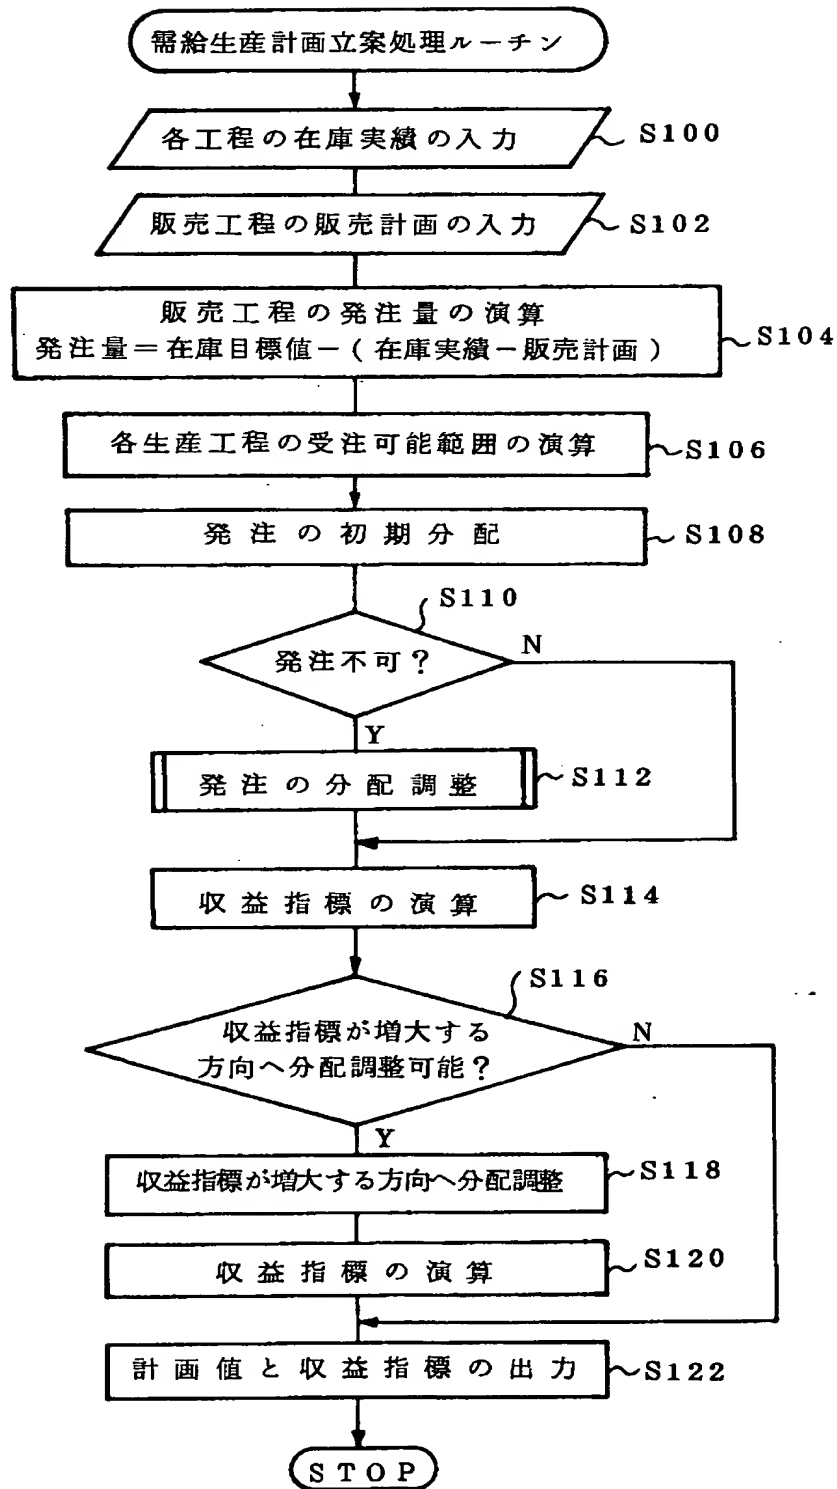 需給生産計画立案処理ルーチン
各工程の在庫実績の入力
S100
販売工程の販売計画の入力
S102
販売工程の発注量の演算
発注量＝在庫目標値－（在庫実績－販売計画）
S104
各生産工程の受注可能範囲の演算
S106
発注の初期分配
S108
S110
発注不可？
N
Y
発注の分配調整
S112
収益指標の演算
S114
S116
収益指標が増大する
方向へ分配調整可能？
N
Y
収益指標が増大する方向へ分配調整
S118
収益指標の演算
S120
計画値と収益指標の出力
S122
STOP